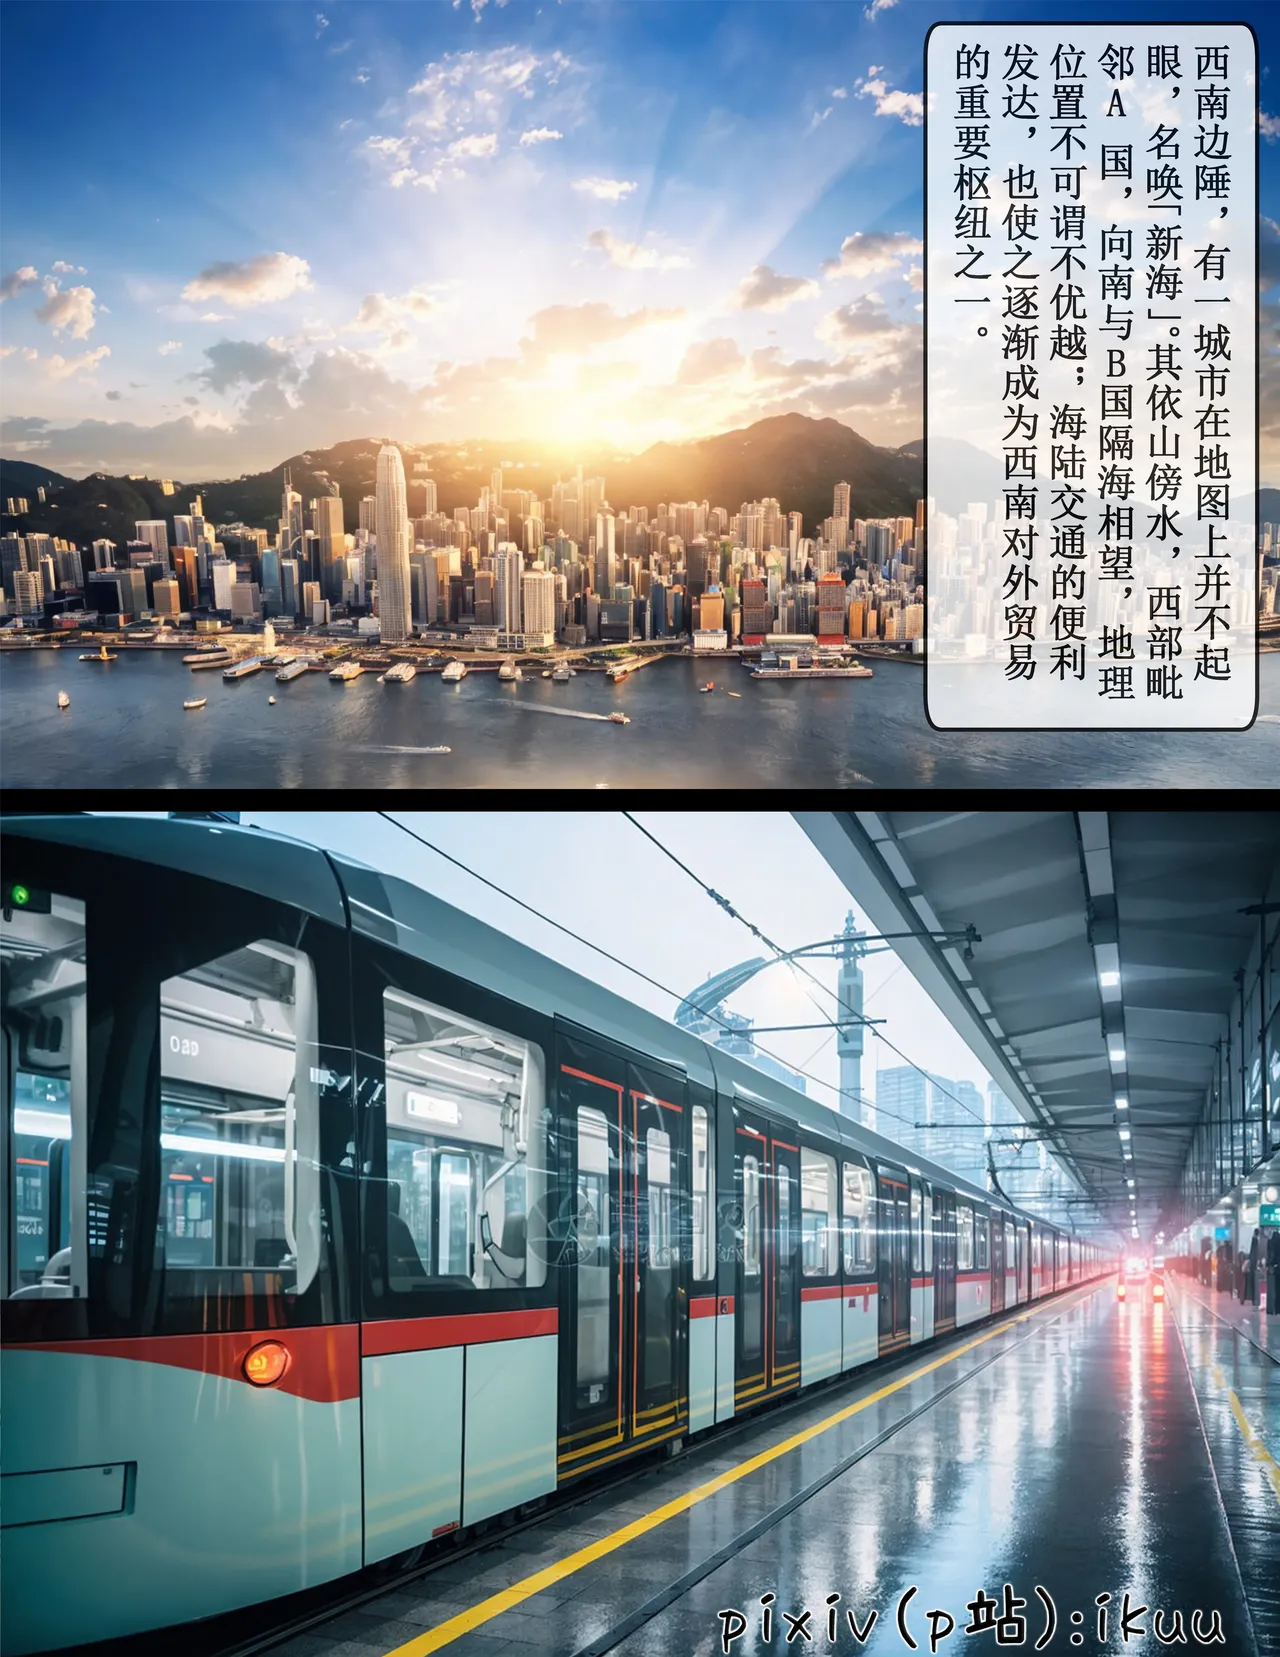 西南边陲，有一城市在地图上并不起
眼，名唤「新海」。其依山傍水，西部毗
邻A国，向南与B国隔海相望，地理
位置不可谓不优越；海陆交通的便利
发达，也使之逐渐成为西南对外贸易
的重要枢纽之一。
pixiv(p站):ikuu